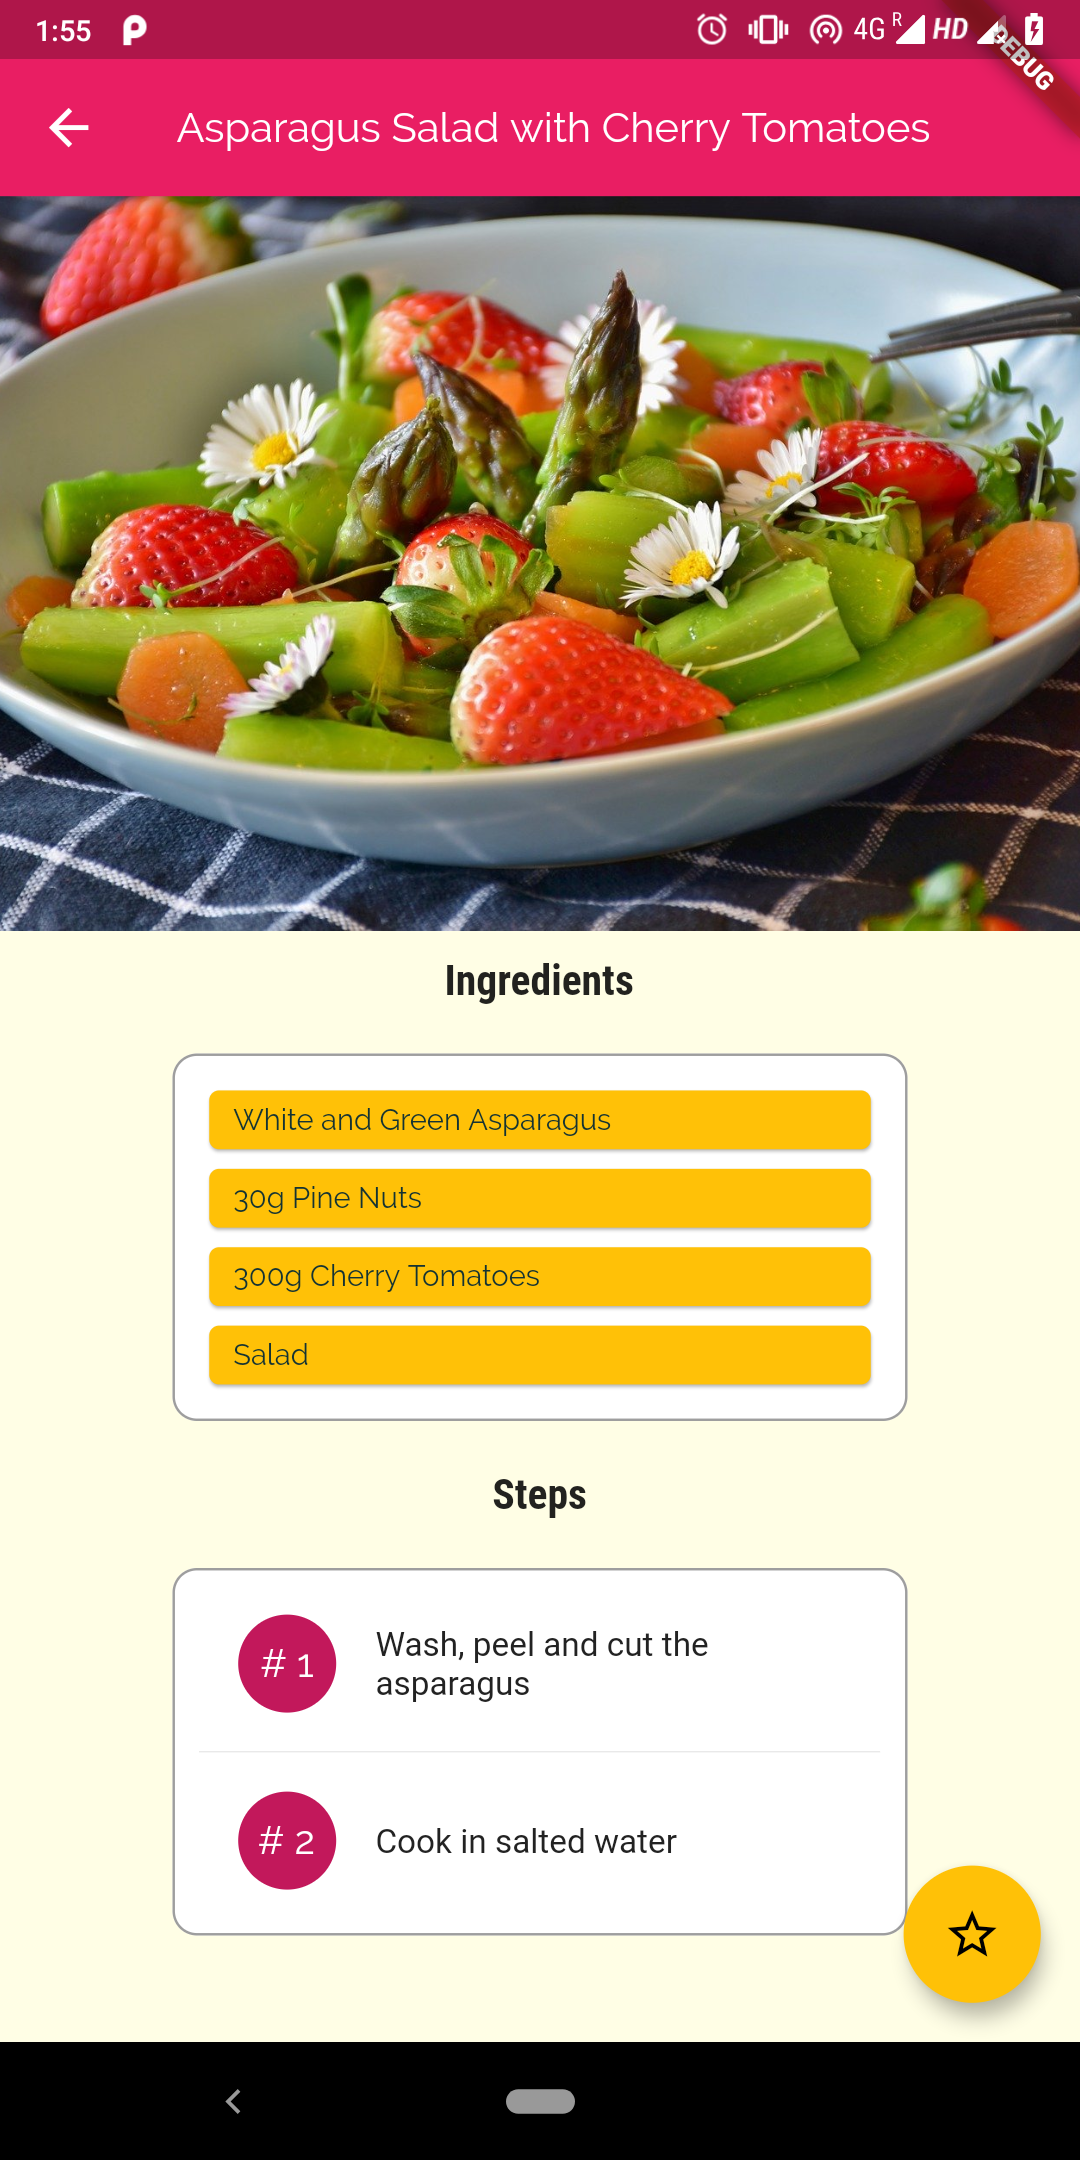 1:55 4G R HD
DEBUG
Asparagus Salad with Cherry Tomatoes
Ingredients
White and Green Asparagus
30g Pine Nuts
300g Cherry Tomatoes
Salad
Steps
# 1 Wash, peel and cut the
asparagus
# 2 Cook in salted water